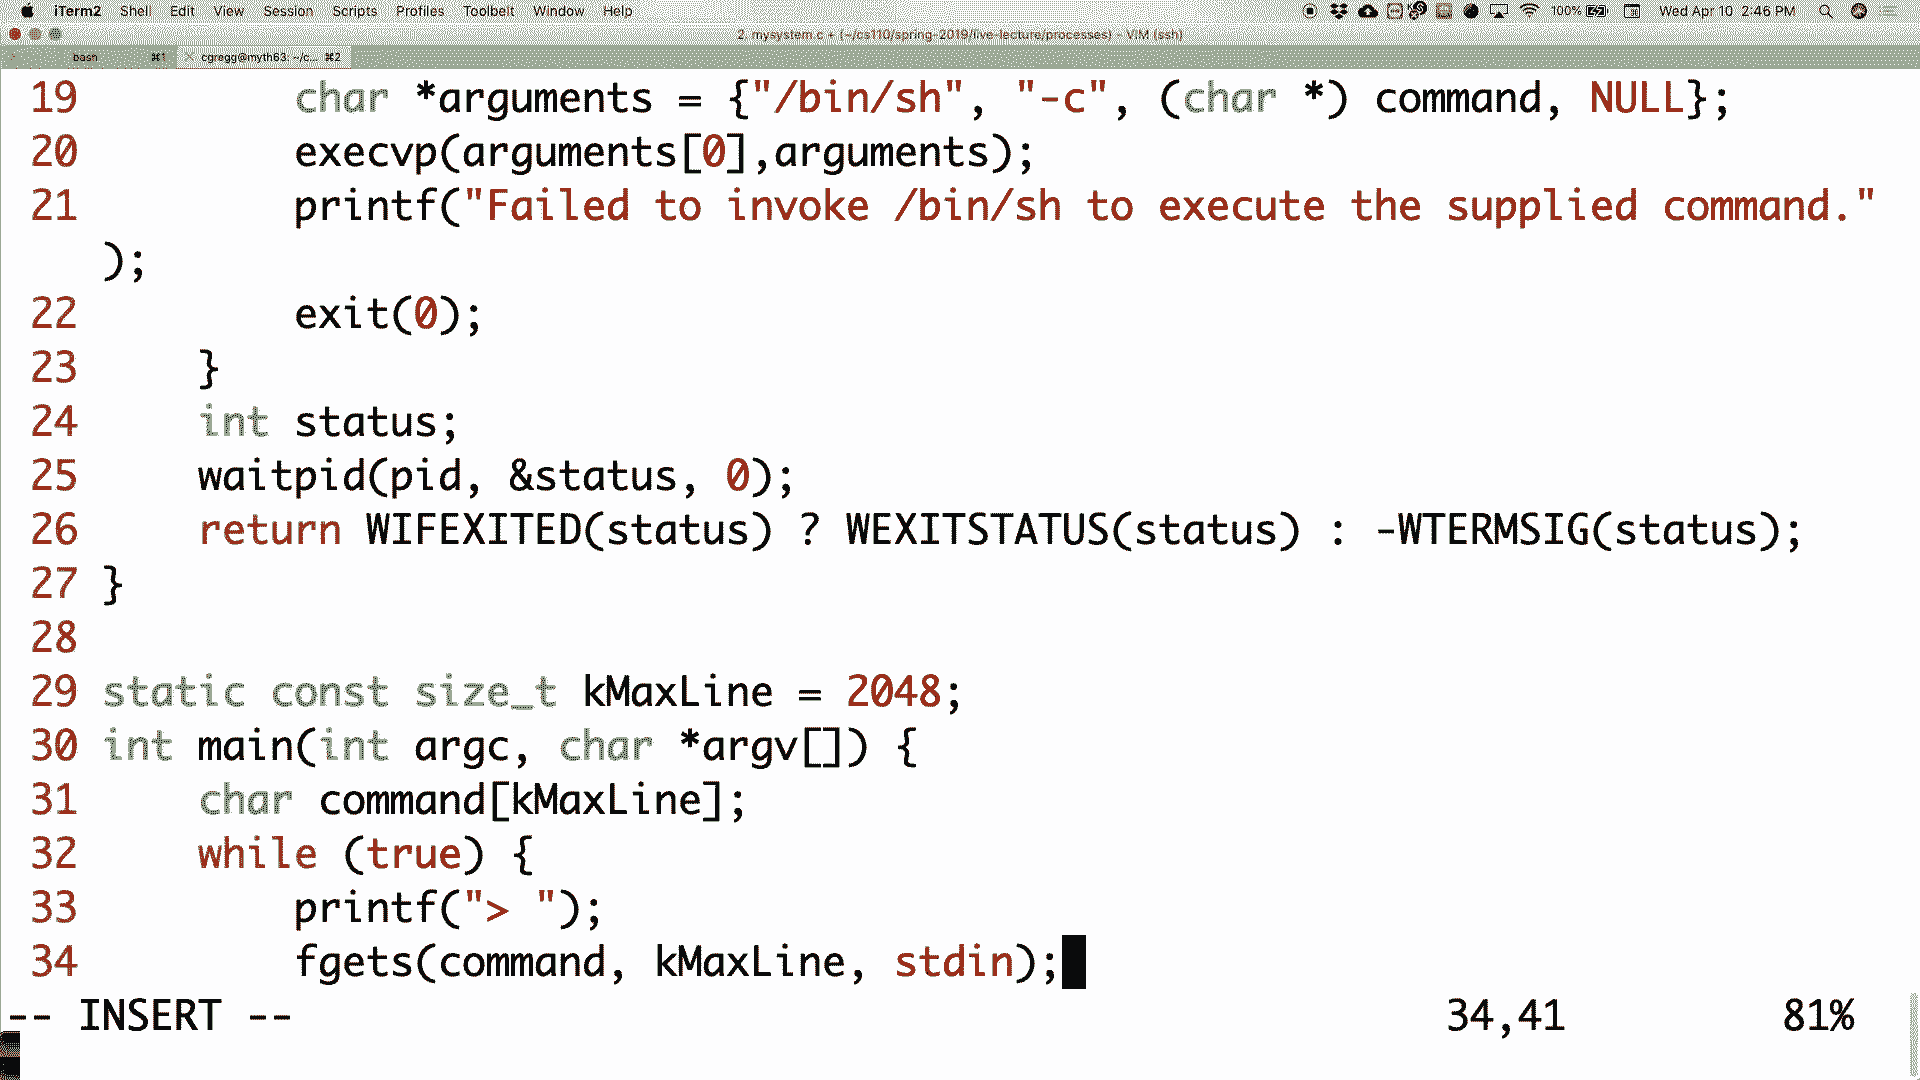 iTerm2 Shell Edit View Session Scripts Profiles Toolbelt Window Help 100% Wed Apr 10 2:46 PM
2. mysystem.c + (~/cs110/spring-2019/live-lecture/processes) - VIM (ssh)
bash ⌘1 cgregg@myth63: ~/c... ⌘2
19 char *arguments = {"/bin/sh", "-c", (char *) command, NULL};
20 execvp(arguments[0],arguments);
21 printf("Failed to invoke /bin/sh to execute the supplied command."
);
22 exit(0);
23 }
24 int status;
25 waitpid(pid, &status, 0);
26 return WIFEXITED(status) ? WEXITSTATUS(status) : -WTERMSIG(status);
27 }
28
29 static const size_t kMaxLine = 2048;
30 int main(int argc, char *argv[]) {
31 char command[kMaxLine];
32 while (true) {
33 printf("> ");
34 fgets(command, kMaxLine, stdin);
-- INSERT -- 34,41 81%